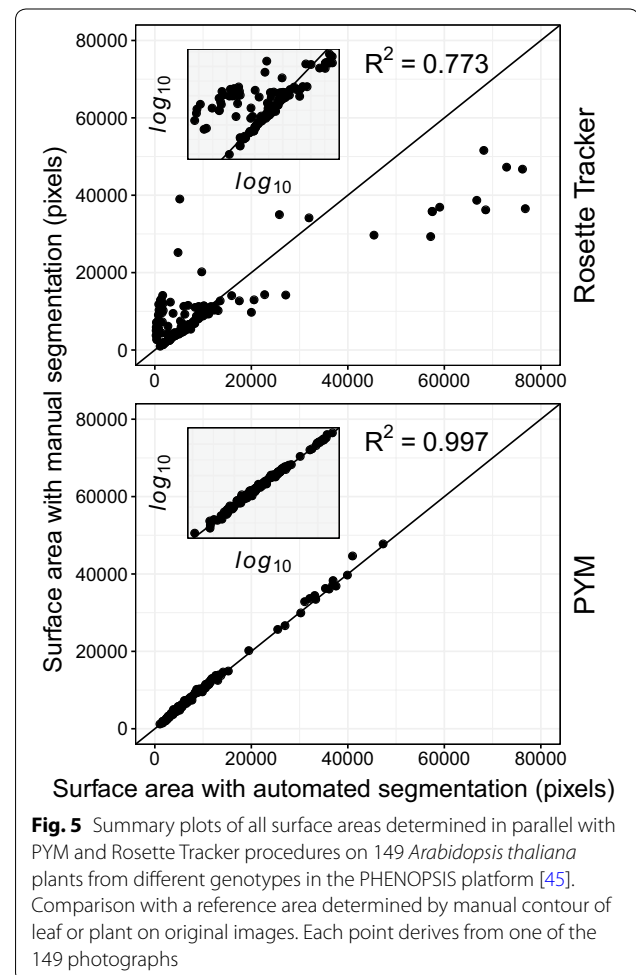 80000
60000
40000
20000
0
log10
log10
R² = 0.773
Rosette Tracker
0 20000 40000 60000 80000
Surface area with manual segmentation (pixels)
80000
60000
40000
20000
0
log10
log10
R² = 0.997
PYM
0 20000 40000 60000 80000
Surface area with automated segmentation (pixels)
Fig. 5 Summary plots of all surface areas determined in parallel with
PYM and Rosette Tracker procedures on 149 Arabidopsis thaliana
plants from different genotypes in the PHENOPSIS platform [45].
Comparison with a reference area determined by manual contour of
leaf or plant on original images. Each point derives from one of the
149 photographs